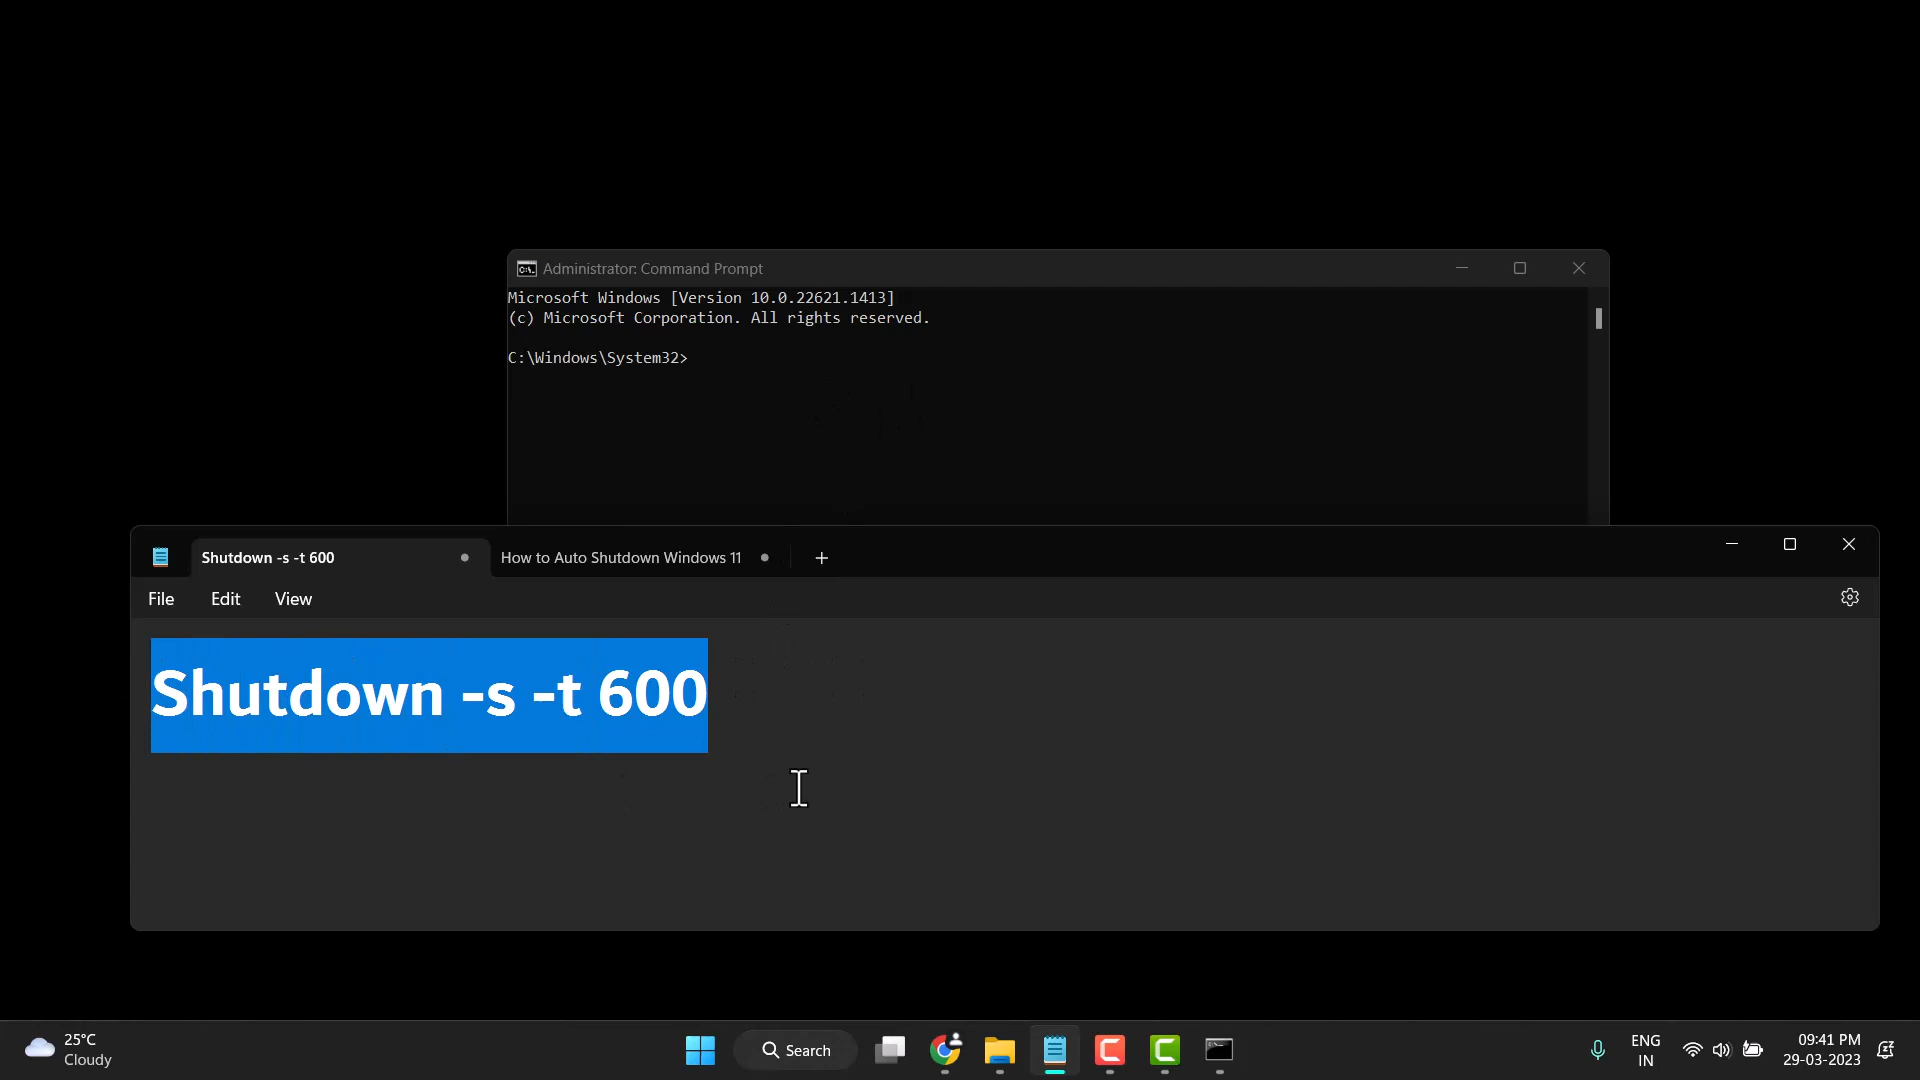 Administrator: Command Prompt
Microsoft Windows [Version 10.0.22621.1413]
(c) Microsoft Corporation. All rights reserved.
C:\Windows\System32>
Shutdown -s -t 600
How to Auto Shutdown Windows 11
File Edit View
Shutdown -s -t 600
25°C
Cloudy
Search
ENG
IN
09:41 PM
29-03-2023